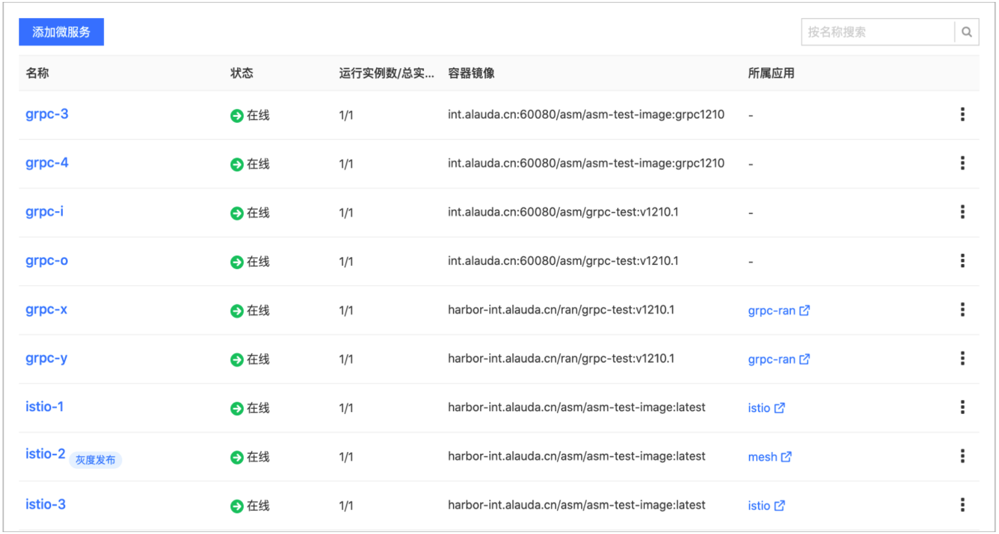 添加微服务
按名称搜索
名称 状态 运行实例数/总实... 容器镜像 所属应用
grpc-3 在线 1/1 int.alauda.cn:60080/asm/asm-test-image:grpc1210 -
grpc-4 在线 1/1 int.alauda.cn:60080/asm/asm-test-image:grpc1210 -
grpc-i 在线 1/1 int.alauda.cn:60080/asm/grpc-test:v1210.1 -
grpc-o 在线 1/1 int.alauda.cn:60080/asm/grpc-test:v1210.1 -
grpc-x 在线 1/1 harbor-int.alauda.cn/ran/grpc-test:v1210.1 grpc-ran
grpc-y 在线 1/1 harbor-int.alauda.cn/ran/grpc-test:v1210.1 grpc-ran
istio-1 在线 1/1 harbor-int.alauda.cn/asm/asm-test-image:latest istio
istio-2 灰度发布 在线 1/1 harbor-int.alauda.cn/asm/asm-test-image:latest mesh
istio-3 在线 1/1 harbor-int.alauda.cn/asm/asm-test-image:latest istio